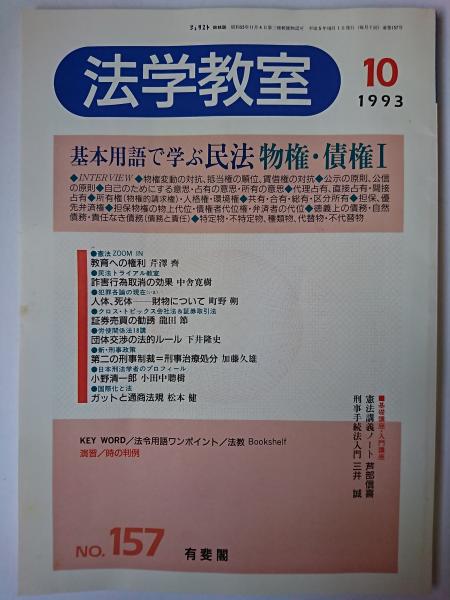 ジュリスト 姉妹版
法学教室
10
1993
基本用語で学ぶ民法 物権・債権Ⅰ
◆INTERVIEW◆物権変動の対抗、抵当権の順位、賃借権の対抗◆公示の原則、公信
の原則◆自己のためにする意思・占有の意思・所有の意思◆代理占有、直接占有・間接
占有◆所有権(物権的請求権)・人格権・環境権◆共有・合有・総有・区分所有◆担保、優
先弁済権◆担保物権の物上代位・債権者代位権・弁済者の代位◆徳義上の債務・自然
債務・責任なき債務(債務と責任)◆特定物・不特定物、種類物、代替物・不代替物
●憲法ZOOM IN
教育への権利 芹澤 齊
●民法トライアル教室
詐害行為取消の効果 中舎寛樹
●犯罪各論の現在
人体、死体——財物について 町野 朔
●クロス・トピックス会社法&証券取引法
証券売買の勧誘 龍田 節
●労使関係法18講
団体交渉の法的ルール 下井隆史
●新・刑事政策
第二の刑事制裁=刑事治療処分 加藤久雄
●日本刑法学者のプロフィール
小野清一郎 小田中聰樹
●国際化と法
ガットと通商法規 松本 健
■基礎講座・入門講座
憲法講義ノート 芦部信喜
刑事手続法入門 三井 誠
KEY WORD/法令用語ワンポイント/法教 Bookshelf
演習/時の判例
NO.157
有斐閣